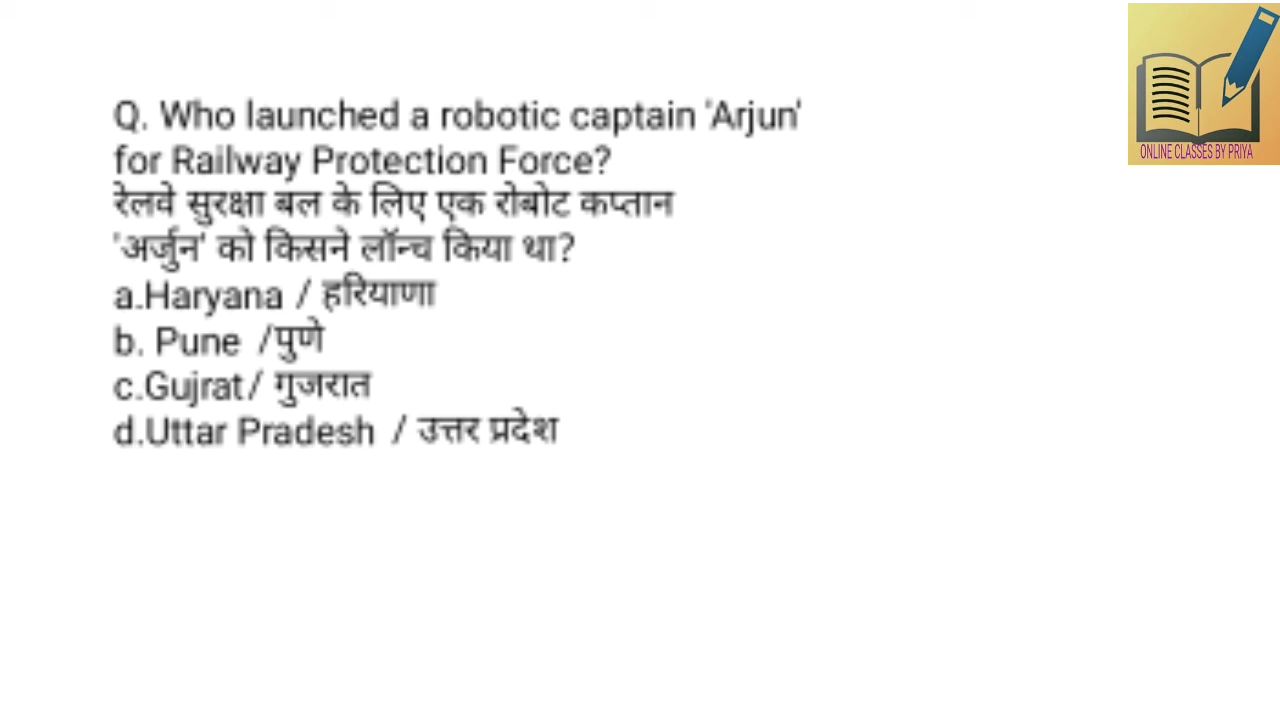 Q. Who launched a robotic captain 'Arjun'
for Railway Protection Force?
रेलवे सुरक्षा बल के लिए एक रोबोट कप्तान
'अर्जुन' को किसने लॉन्च किया था?
a.Haryana / हरियाणा
b. Pune /पुणे
c.Gujrat/ गुजरात
d.Uttar Pradesh / उत्तर प्रदेश
ONLINE CLASSES BY PRIYA